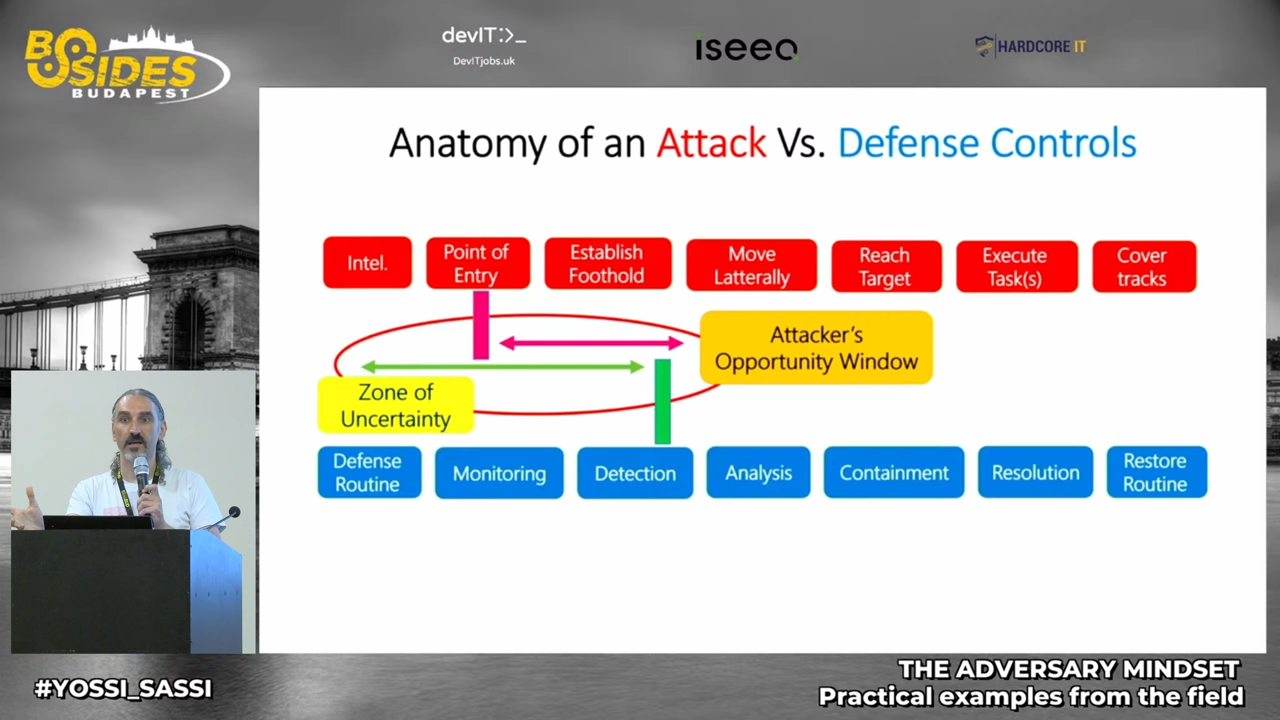 BSIDES
BUDAPEST
devIT:>_
DevITjobs.uk
iseeq
HARDCORE IT
Anatomy of an Attack Vs. Defense Controls
Intel.
Point of
Entry
Establish
Foothold
Move
Latterally
Reach
Target
Execute
Task(s)
Cover
tracks
Attacker's
Opportunity Window
Zone of
Uncertainty
Defense
Routine
Monitoring
Detection
Analysis
Containment
Resolution
Restore
Routine
#YOSSI_SASSI
THE ADVERSARY MINDSET
Practical examples from the field